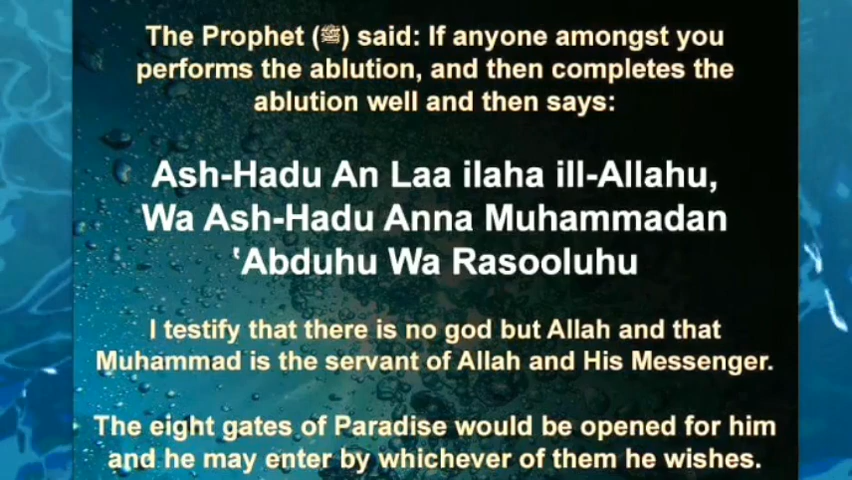 The Prophet (ﷺ) said: If anyone amongst you
performs the ablution, and then completes the
ablution well and then says:
Ash-Hadu An Laa ilaha ill-Allahu,
Wa Ash-Hadu Anna Muhammadan
‛Abduhu Wa Rasooluhu
I testify that there is no god but Allah and that
Muhammad is the servant of Allah and His Messenger.
The eight gates of Paradise would be opened for him
and he may enter by whichever of them he wishes.